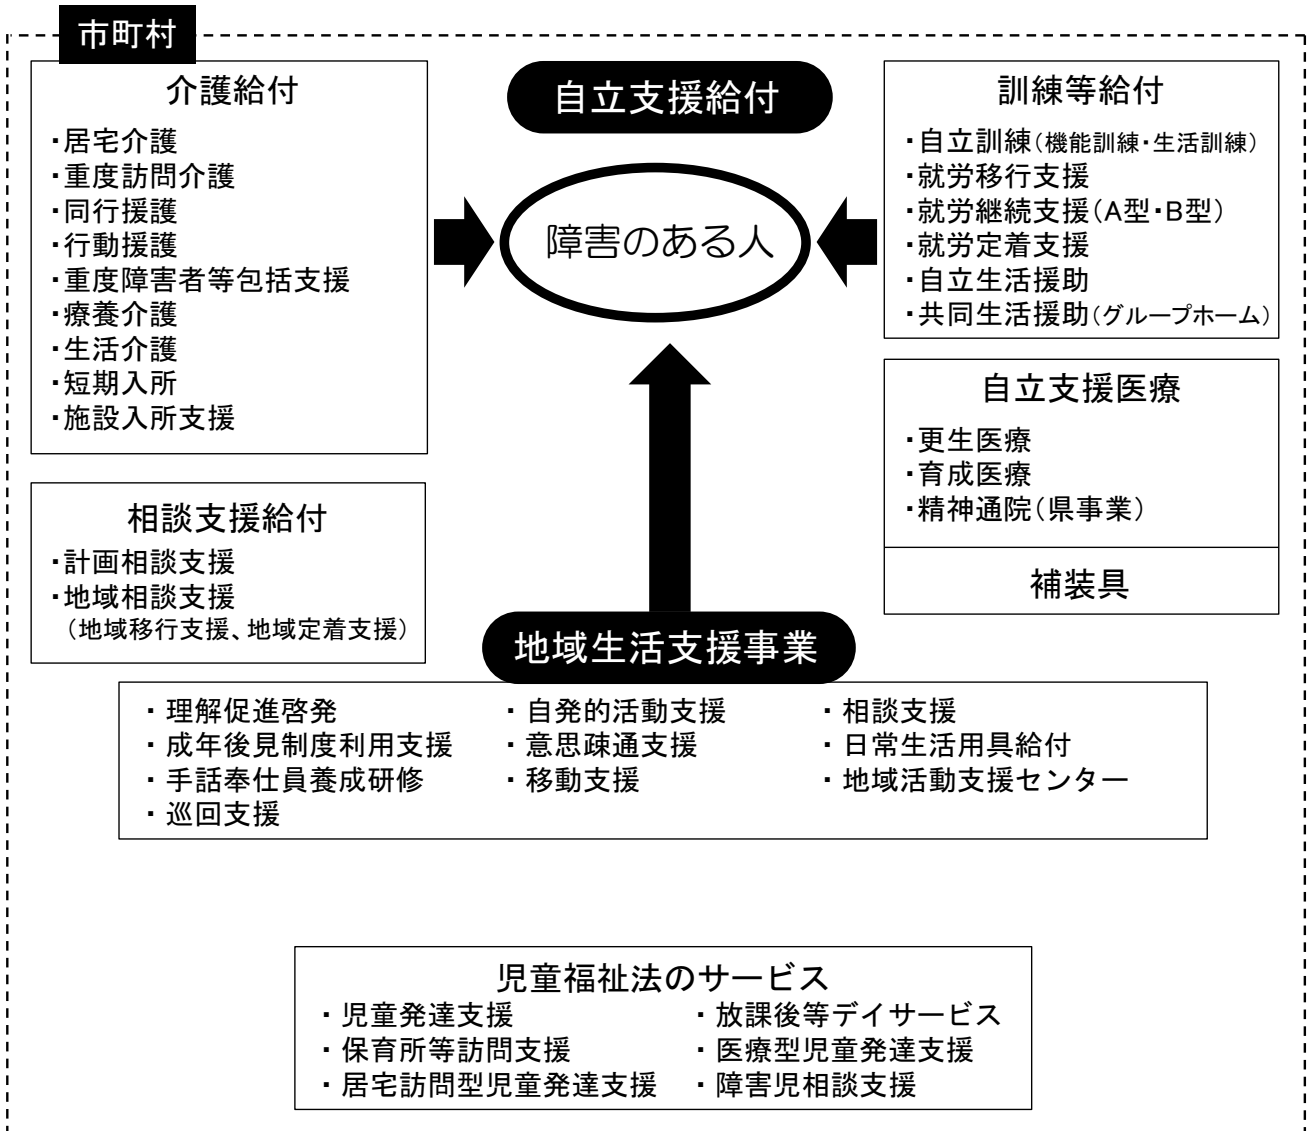 市町村
介護給付
・居宅介護
・重度訪問介護
・同行援護
・行動援護
・重度障害者等包括支援
・療養介護
・生活介護
・短期入所
・施設入所支援
自立支援給付
障害のある人
訓練等給付
・自立訓練(機能訓練・生活訓練)
・就労移行支援
・就労継続支援(A型・B型)
・就労定着支援
・自立生活援助
・共同生活援助(グループホーム)
自立支援医療
・更生医療
・育成医療
・精神通院(県事業)
補装具
相談支援給付
・計画相談支援
・地域相談支援
(地域移行支援、地域定着支援)
地域生活支援事業
・理解促進啓発
・自発的活動支援
・相談支援
・成年後見制度利用支援
・意思疎通支援
・日常生活用具給付
・手話奉仕員養成研修
・移動支援
・地域活動支援センター
・巡回支援
児童福祉法のサービス
・児童発達支援
・放課後等デイサービス
・保育所等訪問支援
・医療型児童発達支援
・居宅訪問型児童発達支援
・障害児相談支援